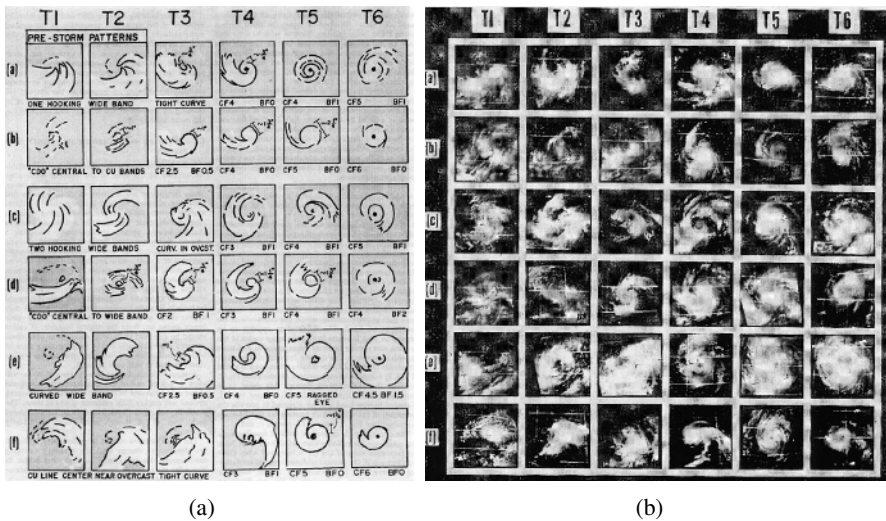 T1 T2 T3 T4 T5 T6
PRE-STORM PATTERNS
(a)
ONE HOOKING WIDE BAND TIGHT CURVE CF4 BF0 CF4 BF1 CF5 BF1
(b)
"CDO" CENTRAL TO CU BANDS CF2.5 BF0.5 CF4 BF0 CF5 BF0 CF6 BF0
(c)
TWO HOOKING WIDE BANDS CURV. IN OVCST. CF3 BF1 CF4 BF1 CF5 BF1
(d)
"CDO" CENTRAL TO WIDE BAND CF2 BF.1 CF3 BF1 CF4 BF1 CF4 BF2
(e)
CURVED WIDE BAND CF2.5 BF0.5 CF4 BF0 CF5 RAGGED EYE CF4.5 BF1.5
(f)
CU LINE CENTER NEAR OVERCAST TIGHT CURVE CF3 BF1 CF5 BF0 CF6 BF0
(a)
T1 T2 T3 T4 T5 T6
(a)
(b)
(c)
(d)
(e)
(f)
(b)